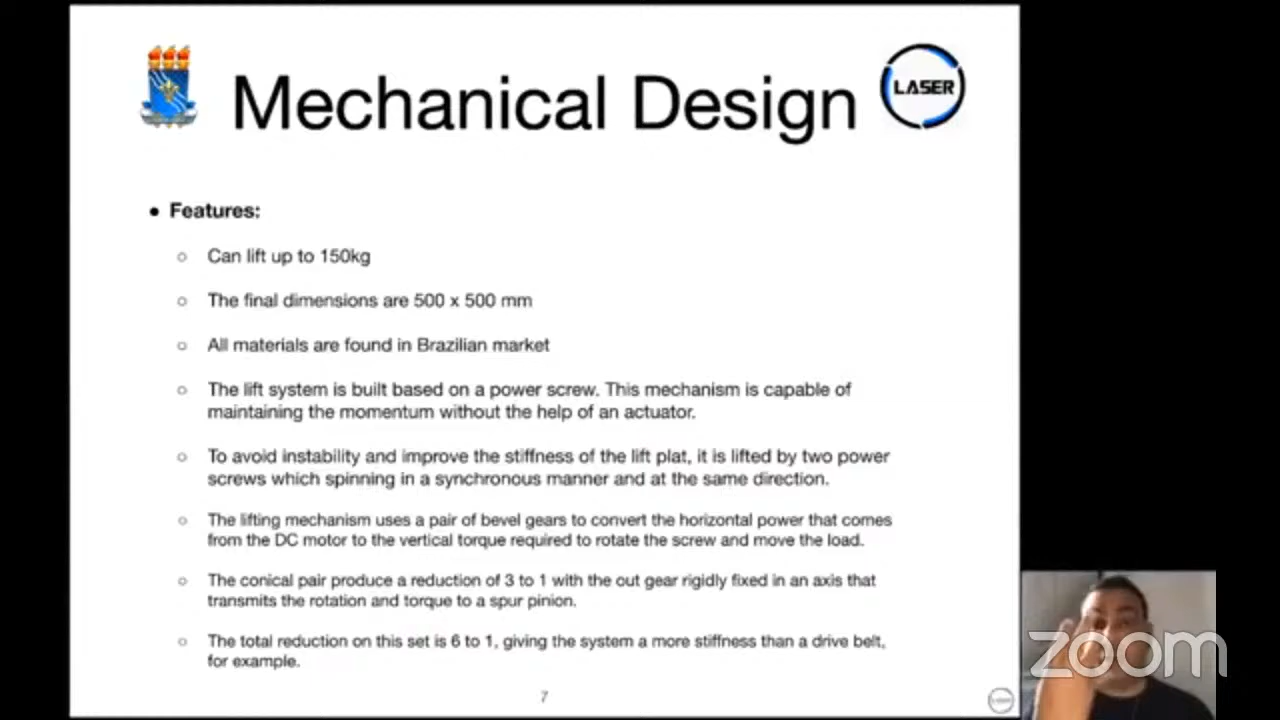 Mechanical Design
LASER
• Features:
○ Can lift up to 150kg
○ The final dimensions are 500 x 500 mm
○ All materials are found in Brazilian market
○ The lift system is built based on a power screw. This mechanism is capable of
maintaining the momentum without the help of an actuator.
○ To avoid instability and improve the stiffness of the lift plat, it is lifted by two power
screws which spinning in a synchronous manner and at the same direction.
○ The lifting mechanism uses a pair of bevel gears to convert the horizontal power that comes
from the DC motor to the vertical torque required to rotate the screw and move the load.
○ The conical pair produce a reduction of 3 to 1 with the out gear rigidly fixed in an axis that
transmits the rotation and torque to a spur pinion.
○ The total reduction on this set is 6 to 1, giving the system a more stiffness than a drive belt,
for example.
7
zoom